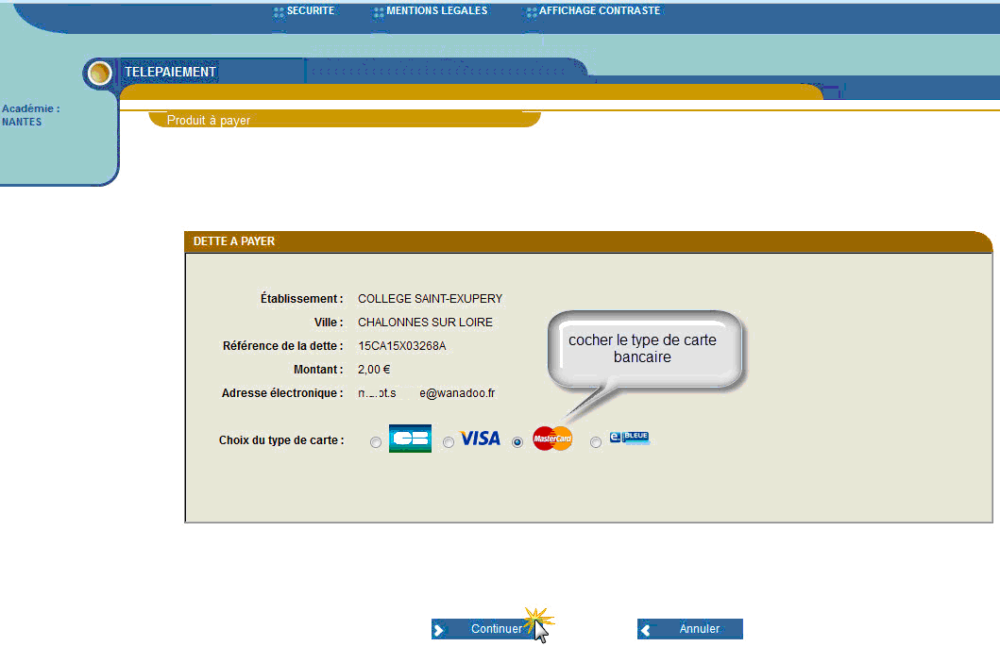 SECURITE MENTIONS LEGALES AFFICHAGE CONTRASTE
TELEPAIEMENT
Académie :
NANTES
Produit à payer
DETTE A PAYER
Établissement : COLLEGE SAINT-EXUPERY
Ville : CHALONNES SUR LOIRE
Référence de la dette : 15CA15X03268A
Montant : 2,00 €
Adresse électronique : e@wanadoo.fr
cocher le type de carte
bancaire
Choix du type de carte : CB VISA MasterCard e. BLEUE
Continuer Annuler